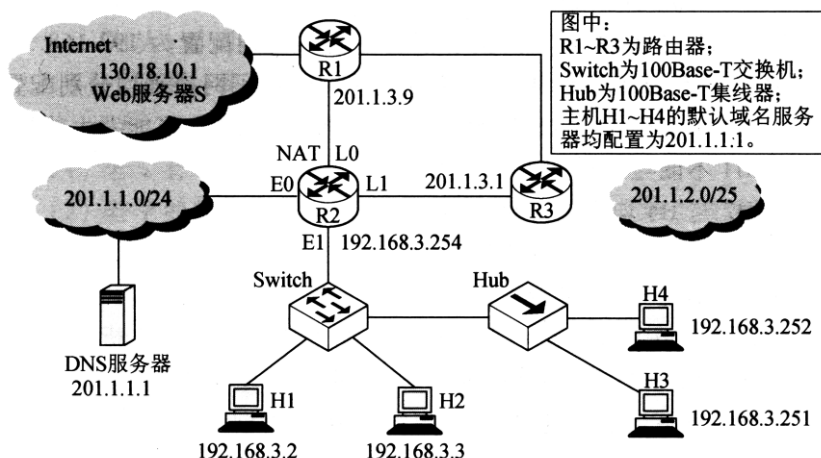 Internet
130.18.10.1
Web服务器S
R1
201.1.3.9
图中:
R1~R3为路由器;
Switch为100Base-T交换机;
Hub为100Base-T集线器;
主机H1~H4的默认域名服务
器均配置为201.1.1.1。
NAT
L0
E0
L1
201.1.3.1
R2
R3
201.1.1.0/24
201.1.2.0/25
E1
192.168.3.254
Switch
Hub
H4
192.168.3.252
DNS服务器
201.1.1.1
H1
H2
H3
192.168.3.251
192.168.3.2
192.168.3.3